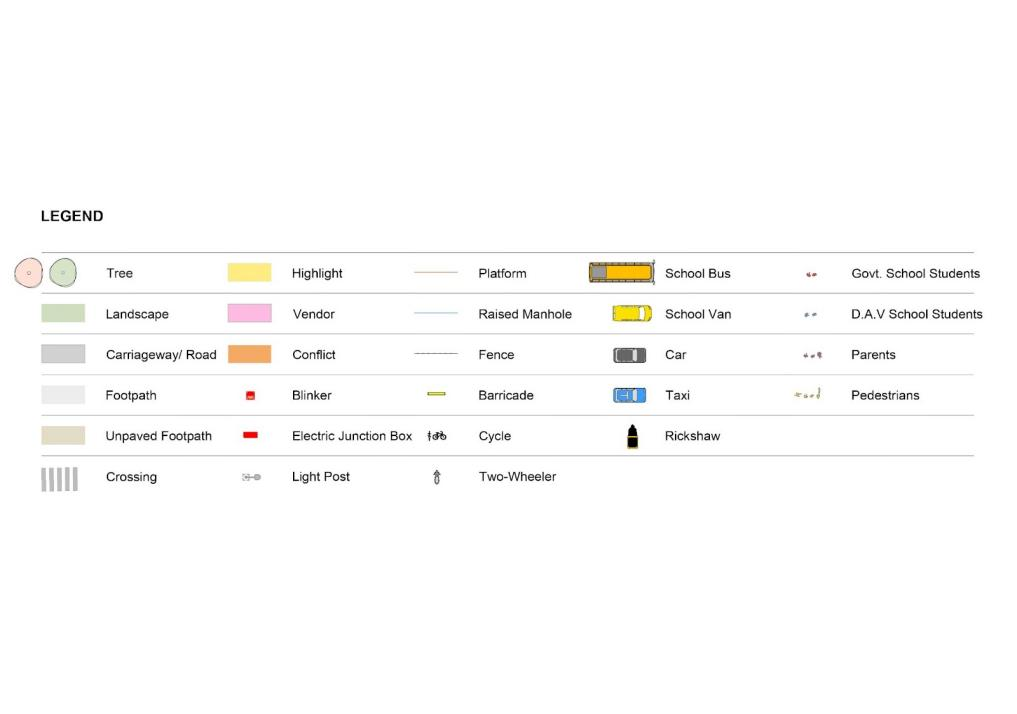 LEGEND
Tree Highlight Platform School Bus Govt. School Students
Landscape Vendor Raised Manhole School Van D.A.V School Students
Carriageway/ Road Conflict Fence Car Parents
Footpath Blinker Barricade Taxi Pedestrians
Unpaved Footpath Electric Junction Box Cycle Rickshaw
Crossing Light Post Two-Wheeler